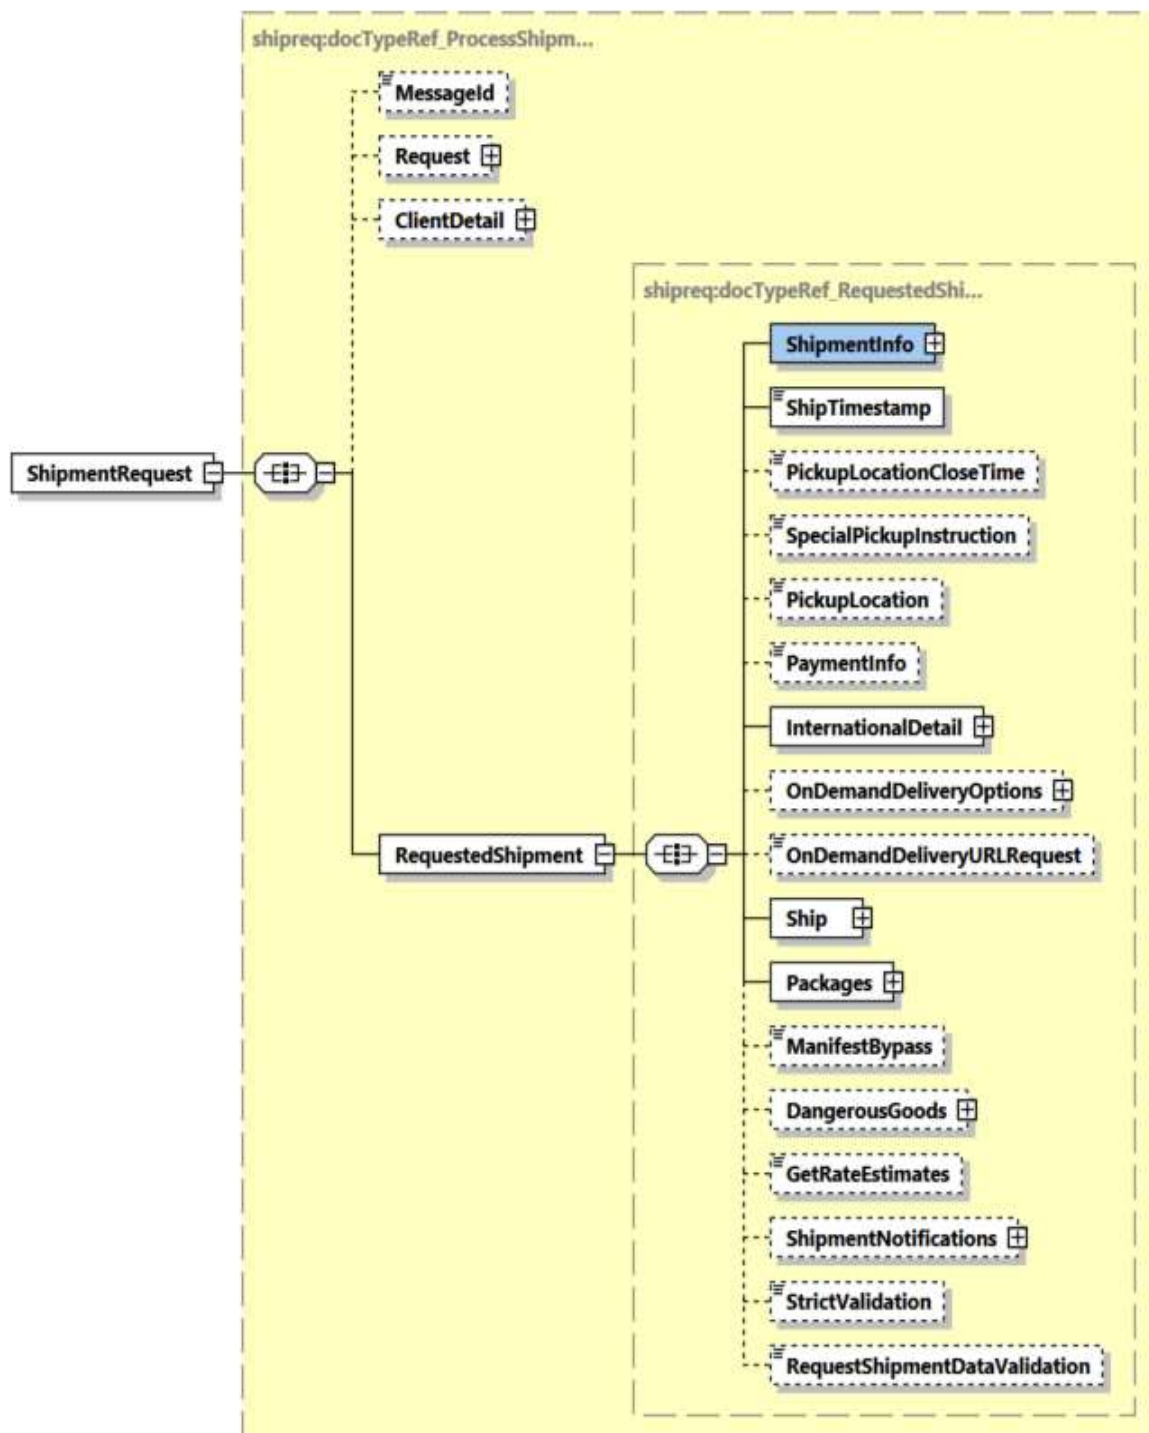 shipreq:docTypeRef_ProcessShipm...
MessageId
Request
ClientDetail
shipreq:docTypeRef_RequestedShi...
ShipmentInfo
ShipTimestamp
PickupLocationCloseTime
ShipmentRequest
SpecialPickupInstruction
PickupLocation
PaymentInfo
InternationalDetail
OnDemandDeliveryOptions
RequestedShipment
OnDemandDeliveryURLRequest
Ship
Packages
ManifestBypass
DangerousGoods
GetRateEstimates
ShipmentNotifications
StrictValidation
RequestShipmentDataValidation